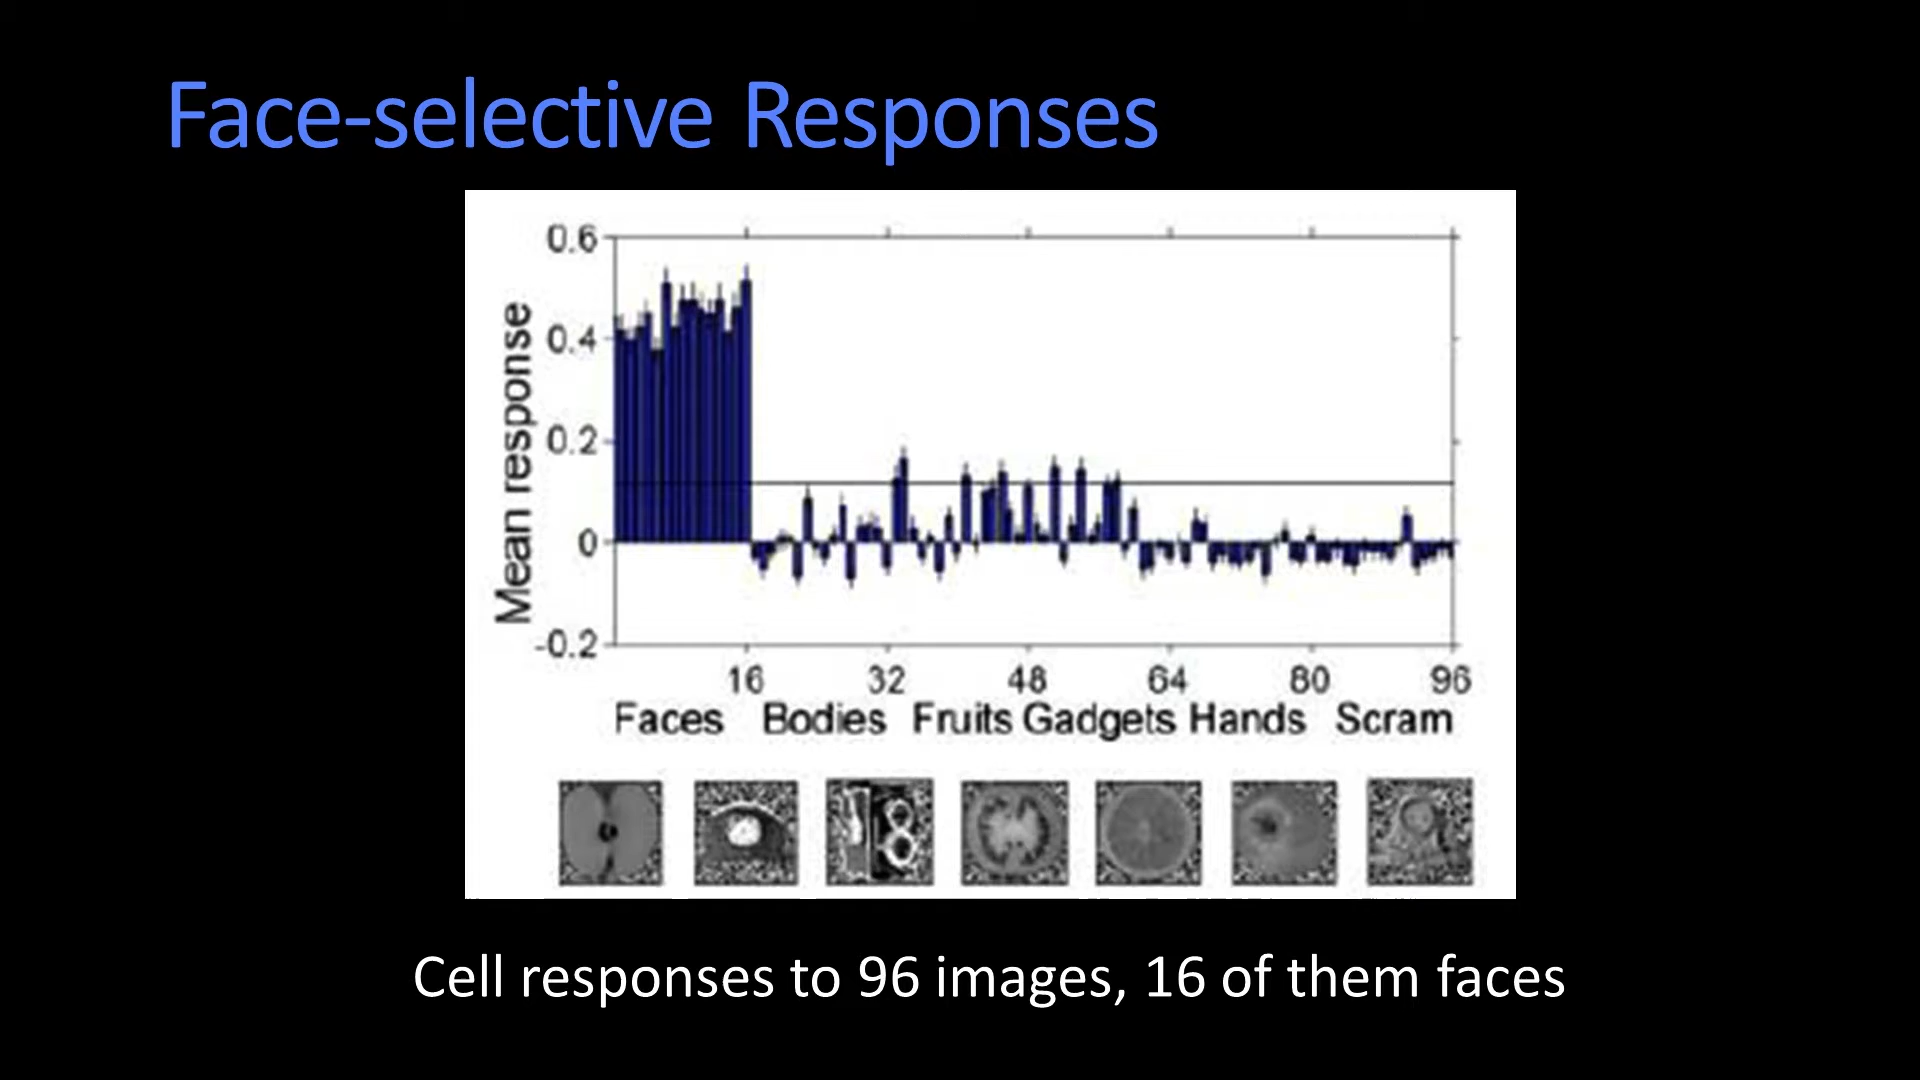 Face-selective Responses
0.6
0.4
0.2
0
-0.2
Mean response
16 32 48 64 80 96
Faces Bodies Fruits Gadgets Hands Scram
Cell responses to 96 images, 16 of them faces